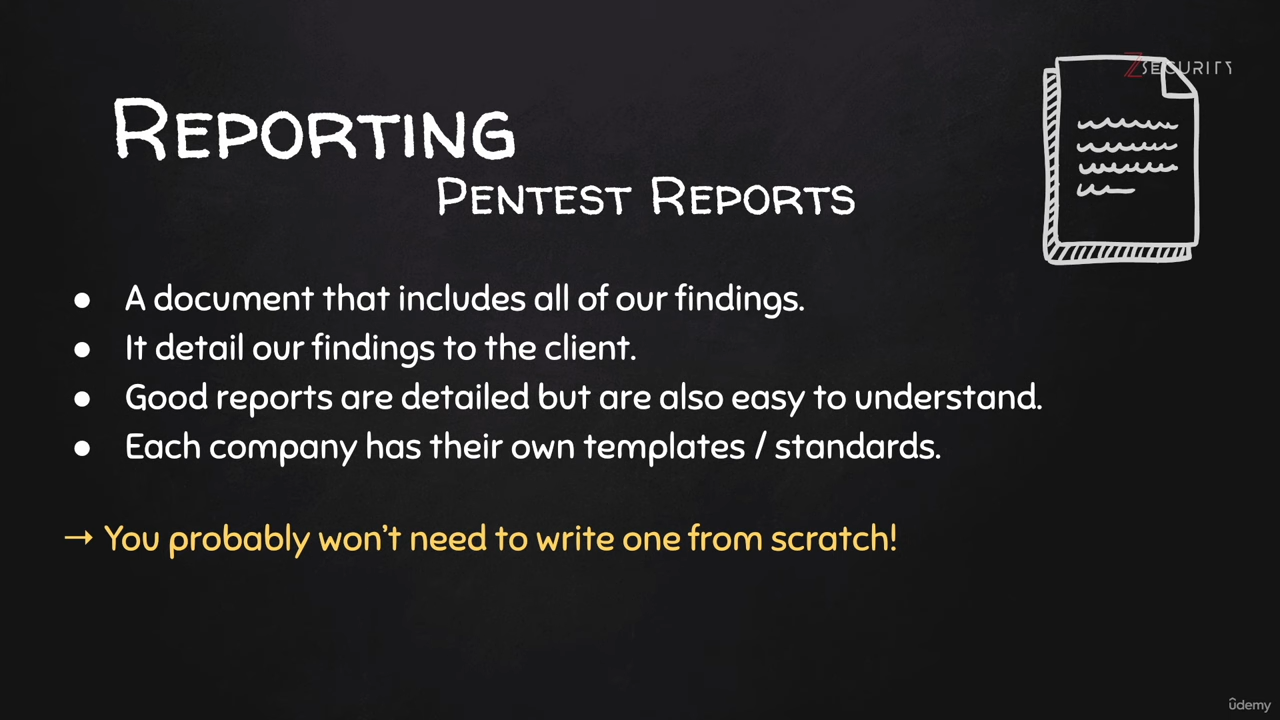 ZSECURITY
REPORTING
PENTEST REPORTS
● A document that includes all of our findings.
● It detail our findings to the client.
● Good reports are detailed but are also easy to understand.
● Each company has their own templates / standards.
→ You probably won't need to write one from scratch!
ûdemy